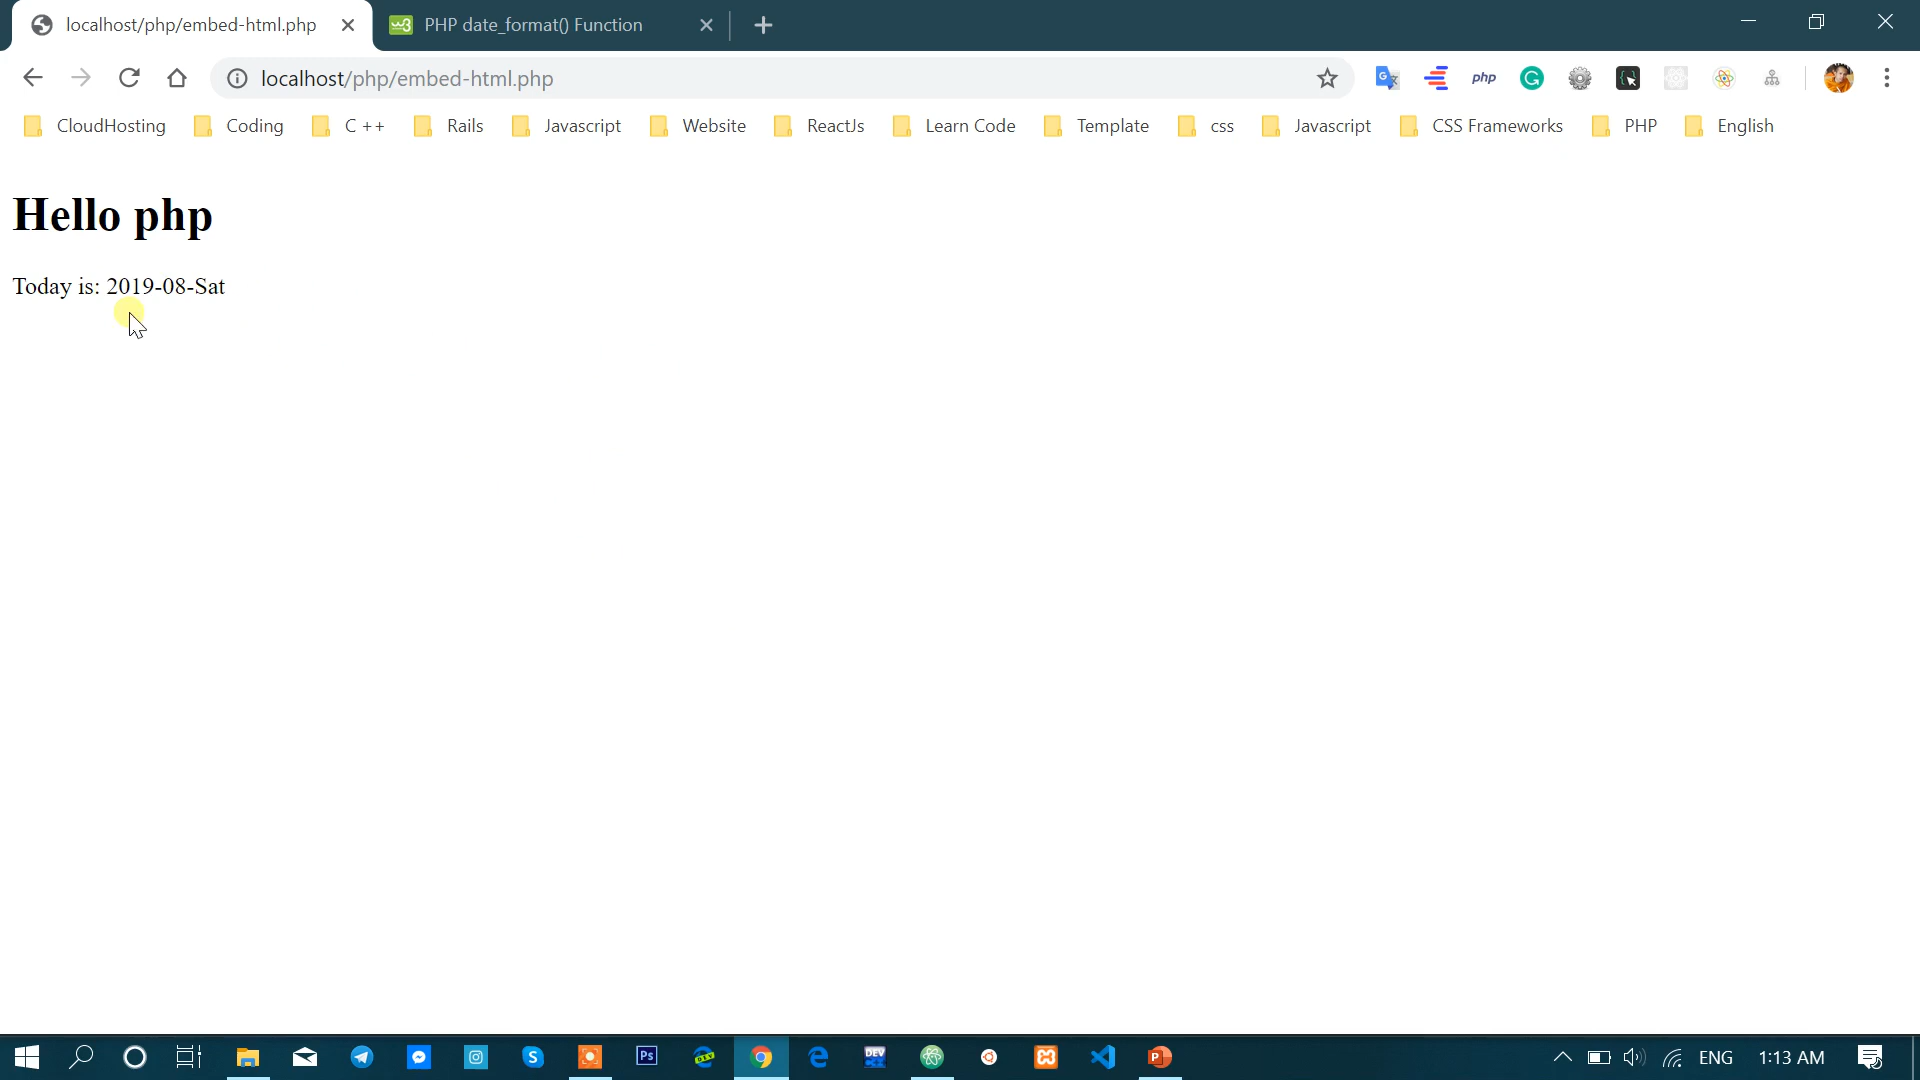 localhost/php/embed-html.php
PHP date_format() Function
localhost/php/embed-html.php
php
CloudHosting Coding C ++ Rails Javascript Website ReactJs Learn Code Template css Javascript CSS Frameworks PHP English
Hello php
Today is: 2019-08-Sat
Ps
DEV
ENG
1:13 AM